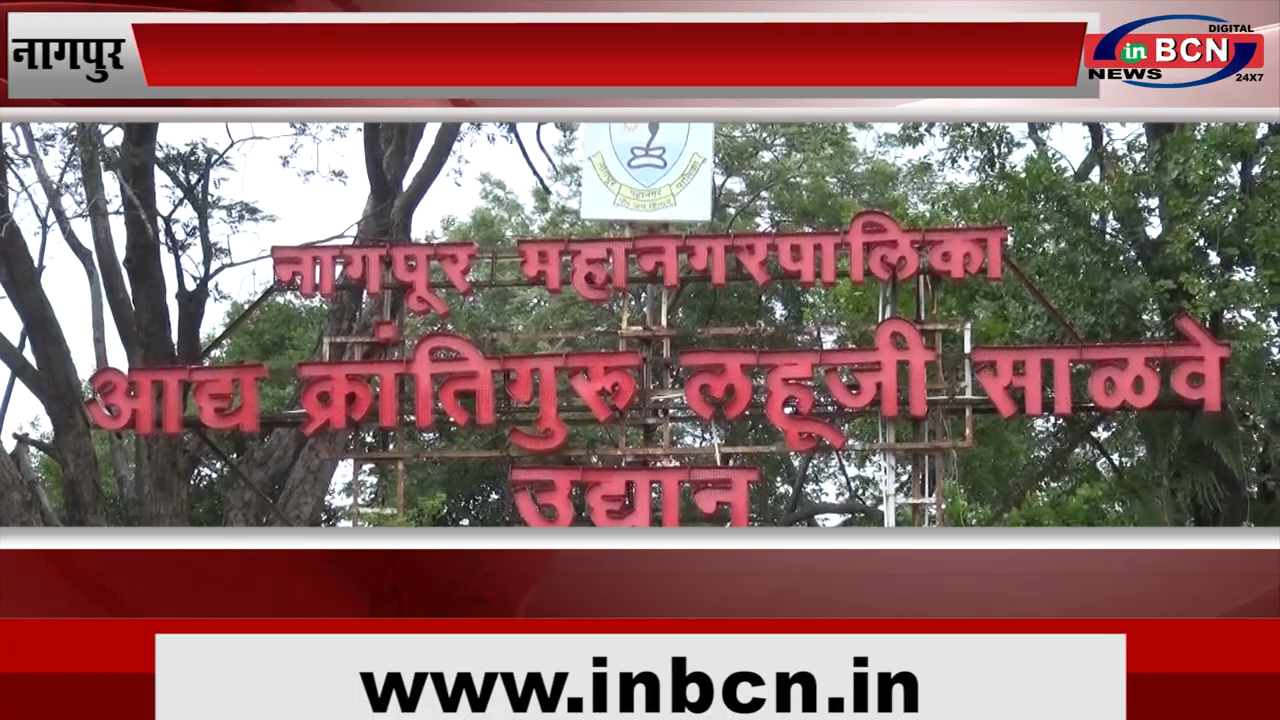 नागपुर
DIGITAL
in BCN
NEWS 24X7
नागपूर महानगरपालिका
आद्य क्रांतिगुरू लहूजी साळवे
उद्यान
www.inbcn.in